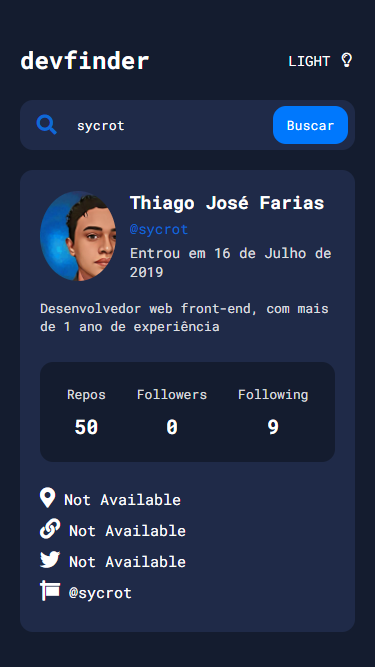 devfinder
LIGHT
sycrot
Buscar
Thiago José Farias
@sycrot
Entrou em 16 de Julho de
2019
Desenvolvedor web front-end, com mais
de 1 ano de experiência
Repos Followers Following
50 0 9
Not Available
Not Available
Not Available
@sycrot